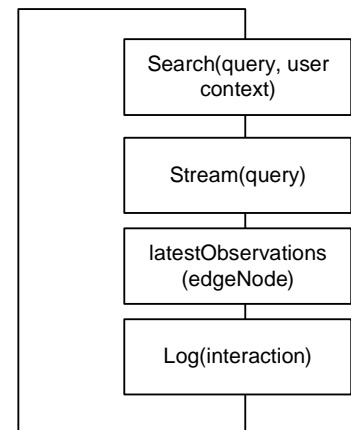 Search(query, user
context)
Stream(query)
latestObservations
(edgeNode)
Log(interaction)